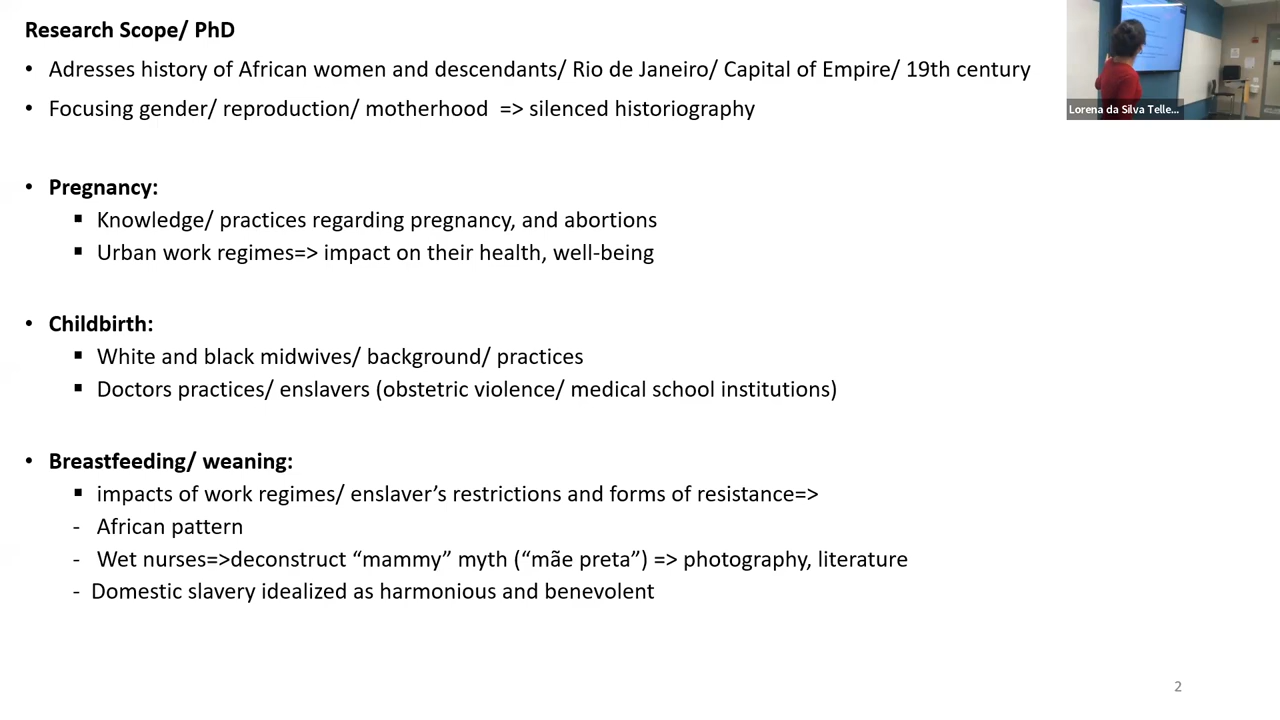 Research Scope/ PhD
• Adresses history of African women and descendants/ Rio de Janeiro/ Capital of Empire/ 19th century
• Focusing gender/ reproduction/ motherhood => silenced historiography
Lorena da Silva Telle...
• Pregnancy:
▪ Knowledge/ practices regarding pregnancy, and abortions
▪ Urban work regimes=> impact on their health, well-being
• Childbirth:
▪ White and black midwives/ background/ practices
▪ Doctors practices/ enslavers (obstetric violence/ medical school institutions)
• Breastfeeding/ weaning:
▪ impacts of work regimes/ enslaver’s restrictions and forms of resistance=>
- African pattern
- Wet nurses=>deconstruct “mammy” myth (“mãe preta”) => photography, literature
- Domestic slavery idealized as harmonious and benevolent
2